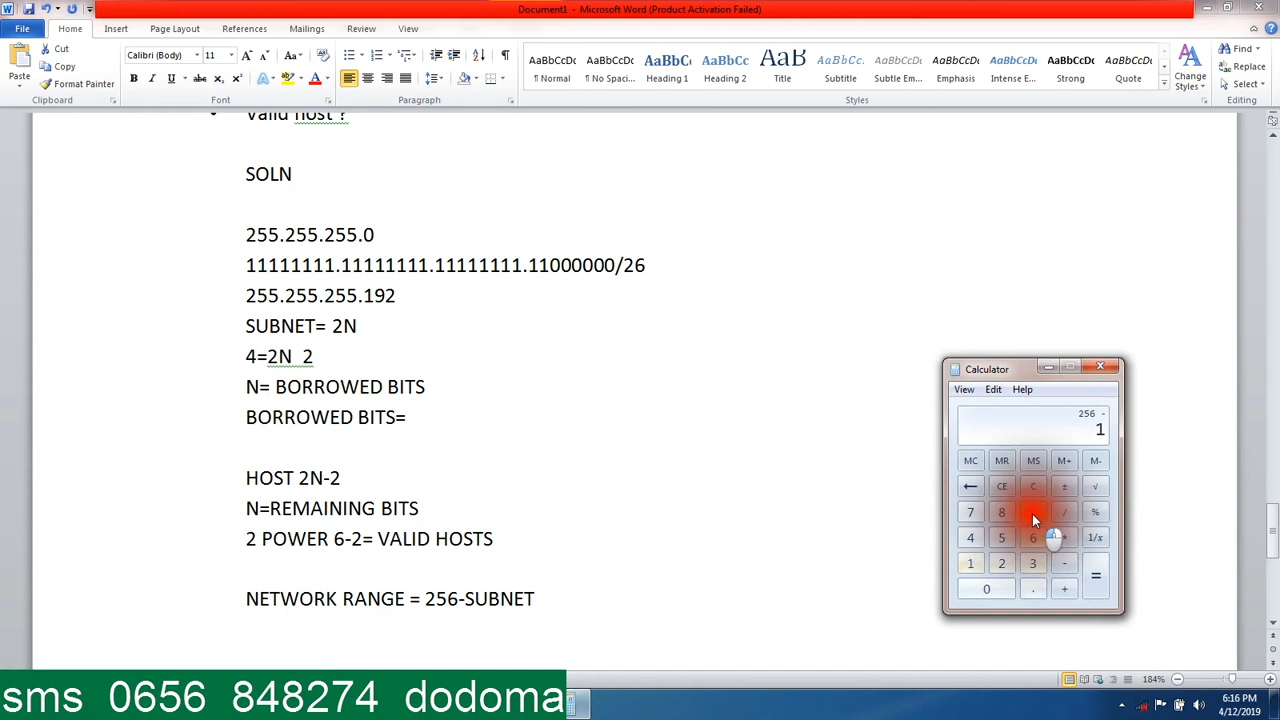 Document1 - Microsoft Word (Product Activation Failed)
File Home Insert Page Layout References Mailings Review View
Paste Cut Copy Format Painter Clipboard
Calibri (Body) 11 Font
Paragraph
AaBbCcDc AaBbCcDc AaBbC AaBbCc AaB AaBbCc. AaBbCcDc AaBbCcDc AaBbCcDc AaBbCcDc AaBbCcDc
¶ Normal ¶ No Spaci... Heading 1 Heading 2 Title Subtitle Subtle Em... Emphasis Intense E... Strong Quote
Styles
Change Styles
Find Replace Select Editing
Valid host ?
SOLN
255.255.255.0
11111111.11111111.11111111.11000000/26
255.255.255.192
SUBNET= 2N
4=2N 2
N= BORROWED BITS
BORROWED BITS=
HOST 2N-2
N=REMAINING BITS
2 POWER 6-2= VALID HOSTS
NETWORK RANGE = 256-SUBNET
Calculator
View Edit Help
256 -
1
MC MR MS M+ M-
← CE C ± √
7 8 / %
4 5 6 * 1/x
1 2 3 - =
0 . +
184%
sms 0656 848274 dodoma
6:16 PM
4/12/2019